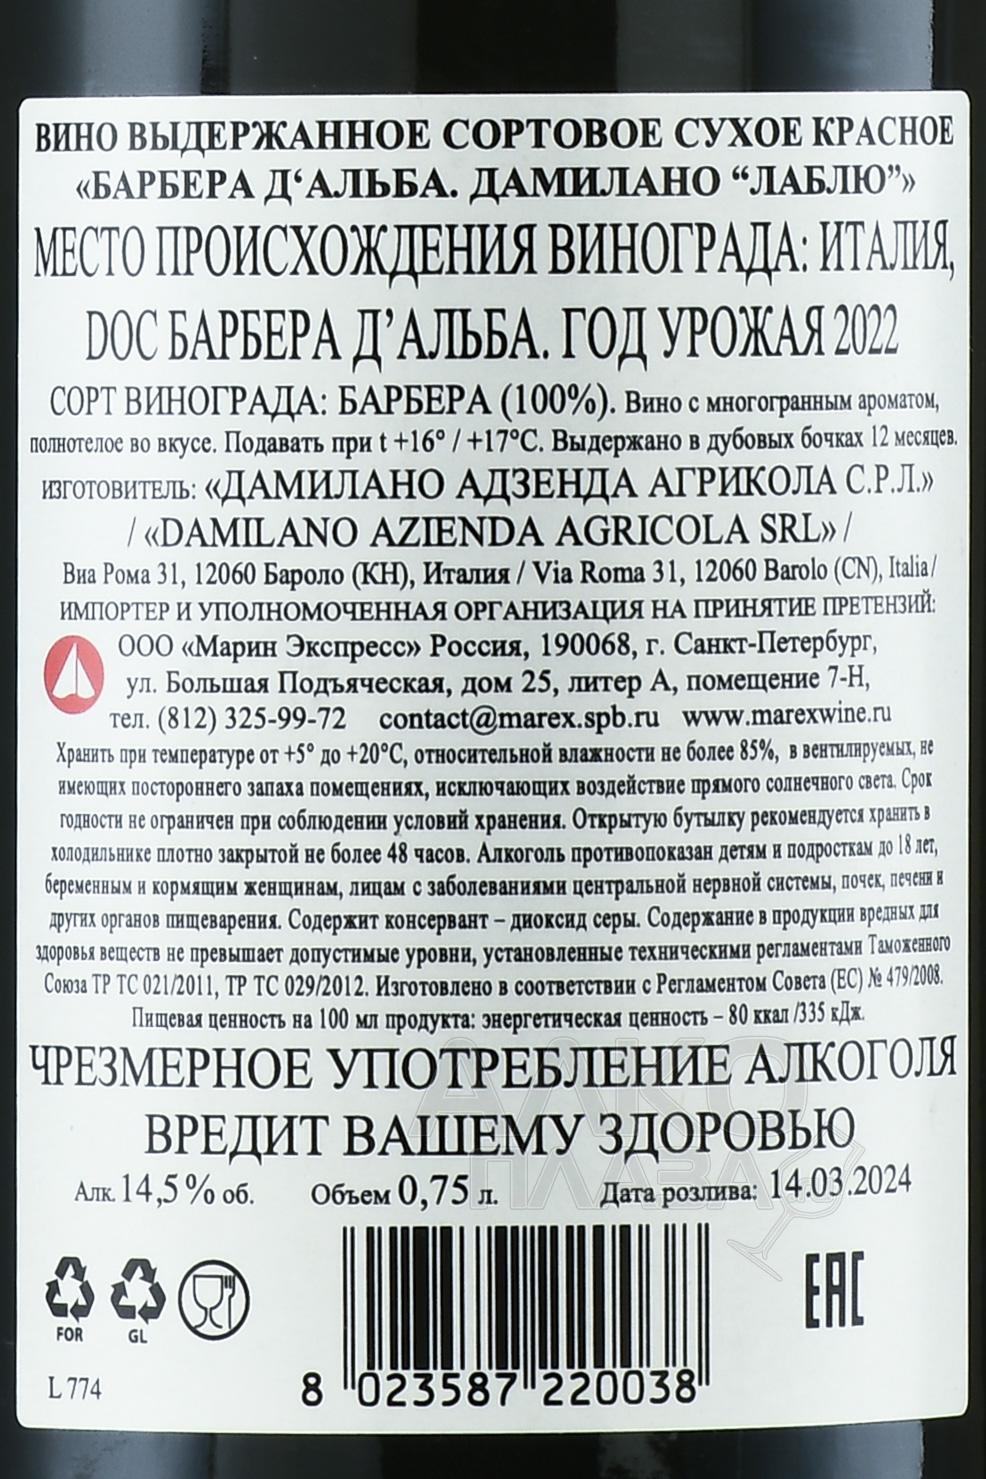 ВИНО ВЫДЕРЖАННОЕ СОРТОВОЕ СУХОЕ КРАСНОЕ
«БАРБЕРА Д‘АЛЬБА. ДАМИЛАНО “ЛАБЛЮ”»
МЕСТО ПРОИСХОЖДЕНИЯ ВИНОГРАДА: ИТАЛИЯ,
DOC БАРБЕРА Д’АЛЬБА. ГОД УРОЖАЯ 2022
СОРТ ВИНОГРАДА: БАРБЕРА (100%). Вино с многогранным ароматом,
полнотелое во вкусе. Подавать при t +16° / +17°С. Выдержано в дубовых бочках 12 месяцев.
ИЗГОТОВИТЕЛЬ: «ДАМИЛАНО АДЗЕНДА АГРИКОЛА С.Р.Л.»
/ «DAMILANO AZIENDA AGRICOLA SRL» /
Виа Рома 31, 12060 Бароло (КН), Италия / Via Roma 31, 12060 Barolo (CN), Italia /
ИМПОРТЕР И УПОЛНОМОЧЕННАЯ ОРГАНИЗАЦИЯ НА ПРИНЯТИЕ ПРЕТЕНЗИЙ:
ООО «Марин Экспресс» Россия, 190068, г. Санкт-Петербург,
ул. Большая Подъяческая, дом 25, литер А, помещение 7-Н,
тел. (812) 325-99-72 contact@marex.spb.ru www.marexwine.ru
Хранить при температуре от +5° до +20°С, относительной влажности не более 85%, в вентилируемых, не
имеющих постороннего запаха помещениях, исключающих воздействие прямого солнечного света. Срок
годности не ограничен при соблюдении условий хранения. Открытую бутылку рекомендуется хранить в
холодильнике плотно закрытой не более 48 часов. Алкоголь противопоказан детям и подросткам до 18 лет,
беременным и кормящим женщинам, лицам с заболеваниями центральной нервной системы, почек, печени и
других органов пищеварения. Содержит консервант – диоксид серы. Содержание в продукции вредных для
здоровья веществ не превышает допустимые уровни, установленные техническими регламентами Таможенного
Союза ТР ТС 021/2011, ТР ТС 029/2012. Изготовлено в соответствии с Регламентом Совета (ЕС) № 479/2008.
Пищевая ценность на 100 мл продукта: энергетическая ценность – 80 ккал /335 кДж.
ЧРЕЗМЕРНОЕ УПОТРЕБЛЕНИЕ АЛКОГОЛЯ
ВРЕДИТ ВАШЕМУ ЗДОРОВЬЮ
АЛКО
ПЛАЗА
Алк. 14,5% об. Объем 0,75 л. Дата розлива: 14.03.2024
FOR GL EAC
L 774
8 023587 220038